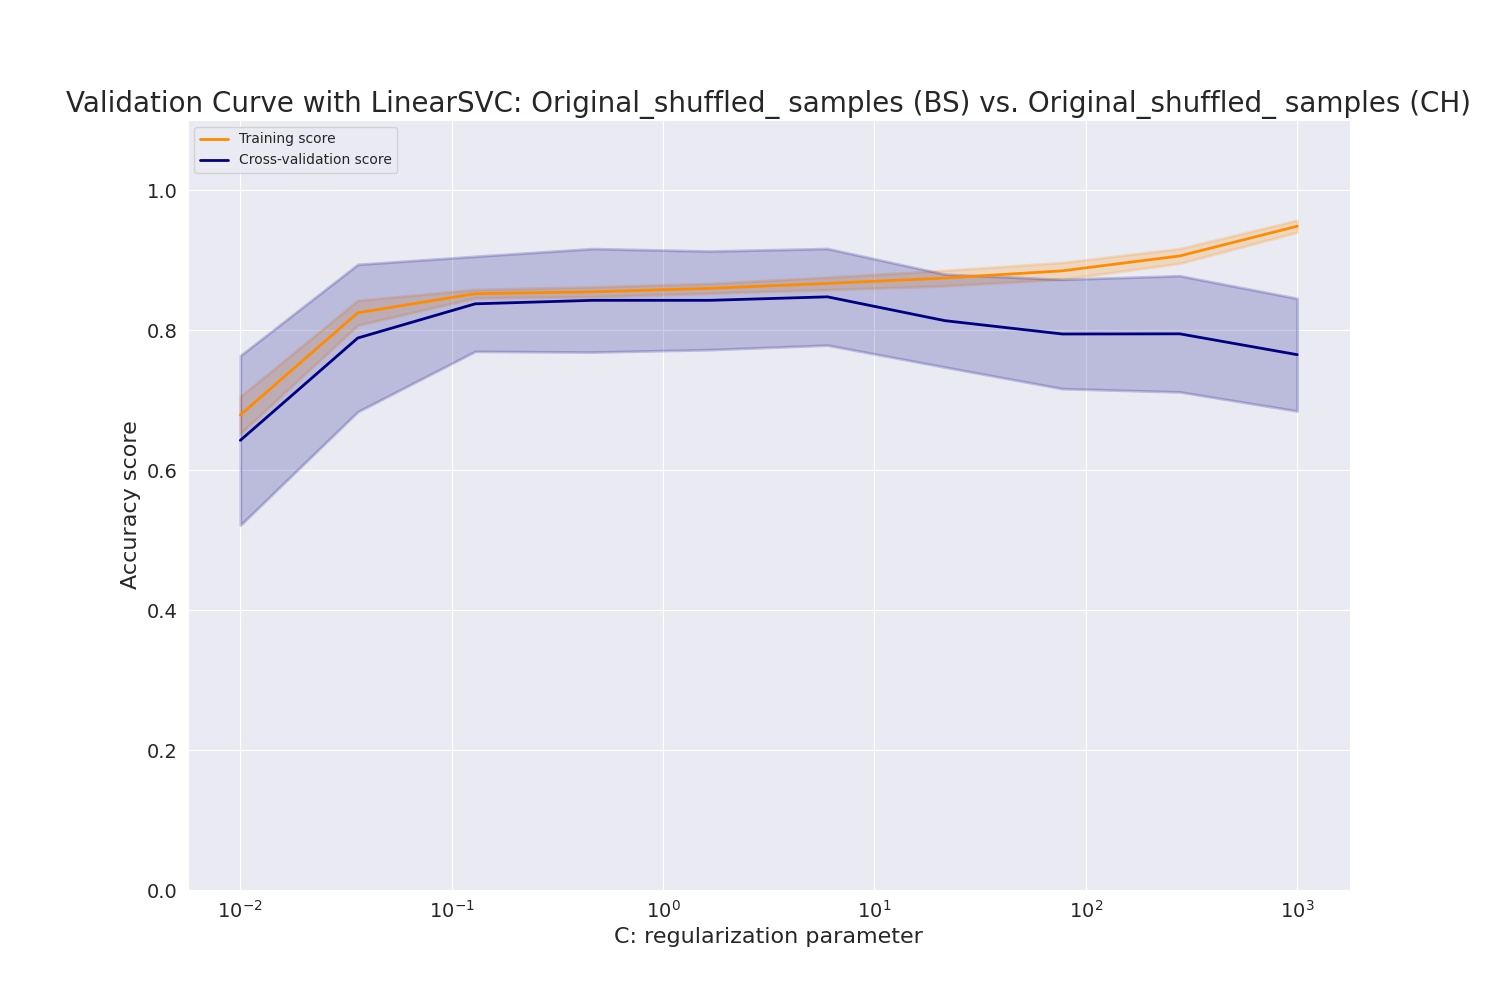 Validation Curve with LinearSVC: Original_shuffled_ samples (BS) vs. Original_shuffled_ samples (CH)
Training score
Cross-validation score
1.0
0.8
0.6
0.4
0.2
0.0
Accuracy score
10⁻² 10⁻¹ 10⁰ 10¹ 10² 10³
C: regularization parameter